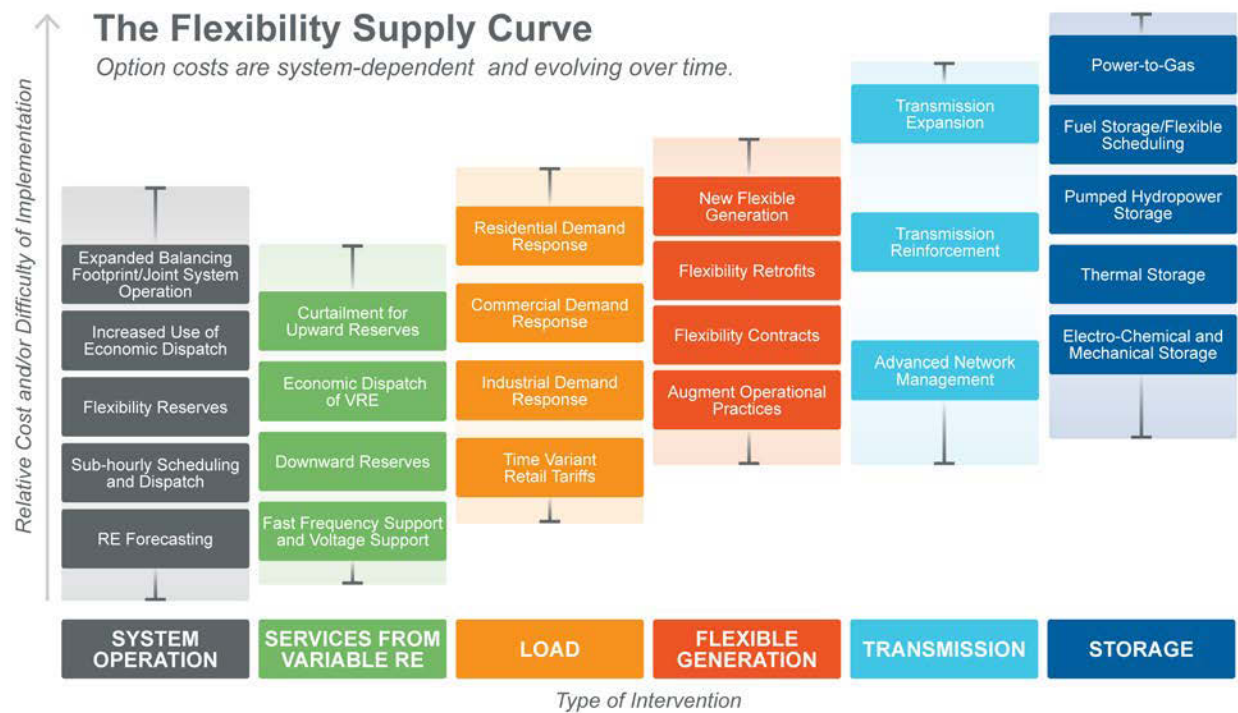 The Flexibility Supply Curve
Option costs are system-dependent and evolving over time.
Relative Cost and/or Difficulty of Implementation
Expanded Balancing
Footprint/Joint System
Operation
Increased Use of
Economic Dispatch
Flexibility Reserves
Sub-hourly Scheduling
and Dispatch
RE Forecasting
SYSTEM
OPERATION
Curtailment for
Upward Reserves
Economic Dispatch
of VRE
Downward Reserves
Fast Frequency Support
and Voltage Support
SERVICES FROM
VARIABLE RE
Residential Demand
Response
Commercial Demand
Response
Industrial Demand
Response
Time Variant
Retail Tariffs
LOAD
New Flexible
Generation
Flexibility Retrofits
Flexibility Contracts
Augment Operational
Practices
FLEXIBLE
GENERATION
Transmission
Expansion
Transmission
Reinforcement
Advanced Network
Management
TRANSMISSION
Power-to-Gas
Fuel Storage/Flexible
Scheduling
Pumped Hydropower
Storage
Thermal Storage
Electro-Chemical and
Mechanical Storage
STORAGE
Type of Intervention